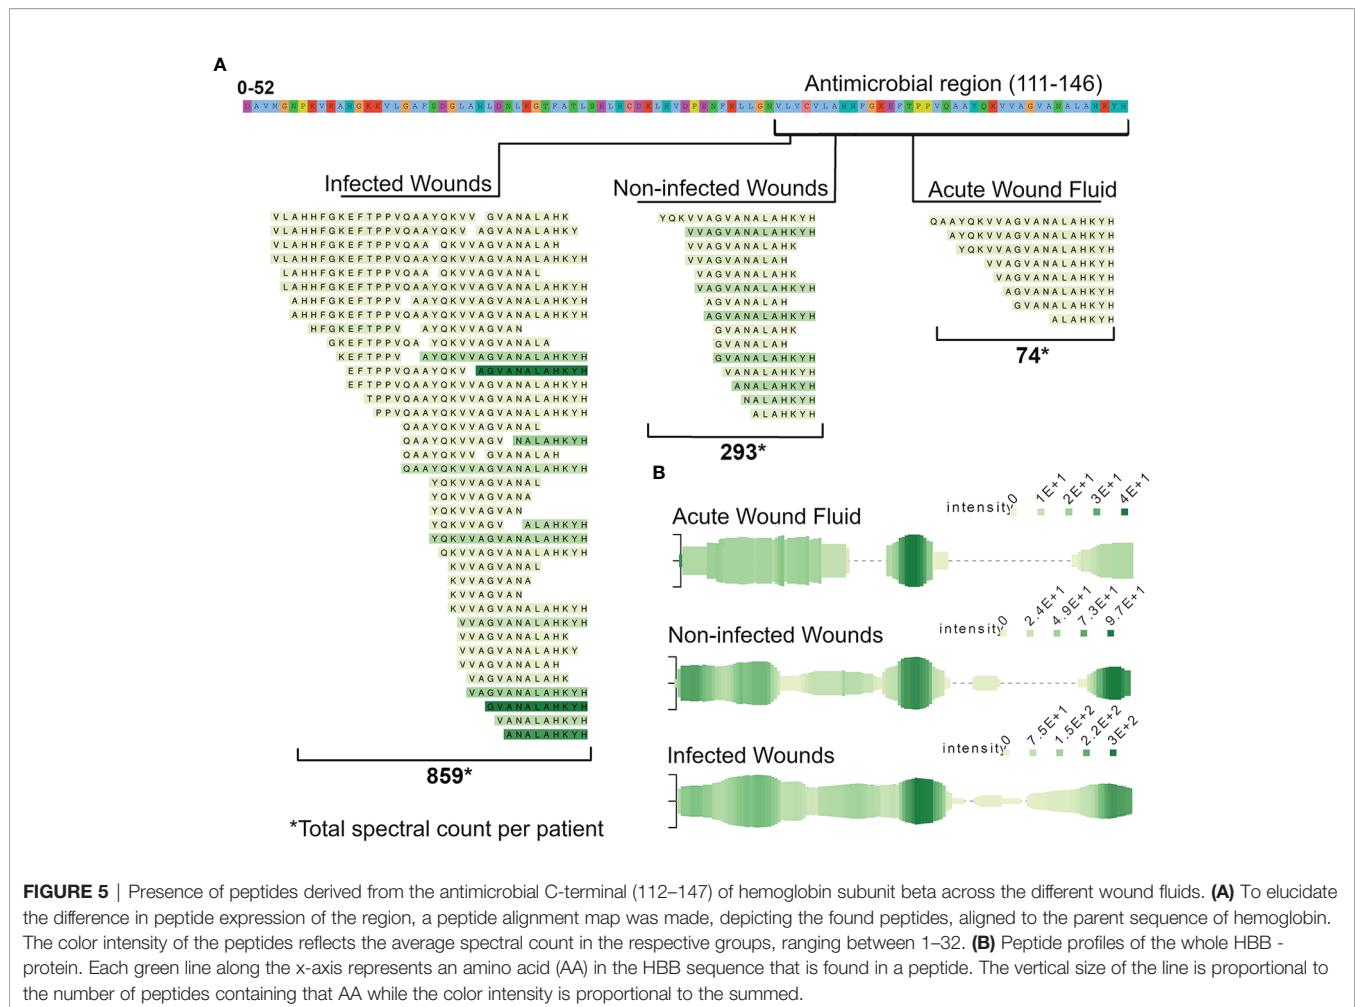 A
0-52
Antimicrobial region (111-146)
Infected Wounds
VLAHHFGKEFTPPVQAAYQKVV GVANALAHK
VLAHHFGKEFTPPVQAAYQKV AGVANALAHKY
VLAHHFGKEFTPPVQAA QKVVAGVANALAH
VLAHHFGKEFTPPVQAAYQKVVAGVANALAHKYH
LAHHFGKEFTPPVQAA QKVVAGVANAL
LAHHFGKEFTPPVQAAYQKVVAGVANALAHKYH
AHHFGKEFTPPV AAYQKVVAGVANALAHKYH
AHHFGKEFTPPVQAAYQKVVAGVANALAHKYH
HFGKEFTPPV AYQKVVAGVAN
GKEFTPPVQA YQKVVAGVANALA
KEFTPPV AYQKVVAGVANALAHKYH
EFTPPVQAAYQKV AGVANALAHKYH
EFTPPVQAAYQKVVAGVANALAHKYH
TPPVQAAYQKVVAGVANALAHKYH
PPVQAAYQKVVAGVANALAHKYH
QAAYQKVVAGVANAL
QAAYQKVVAGV NALAHKYH
QAAYQKVV GVANALAH
QAAYQKVVAGVANALAHKYH
YQKVVAGVANAL
YQKVVAGVANA
YQKVVAGVAN
YQKVVAGV ALAHKYH
YQKVVAGVANALAHKYH
QKVVAGVANALAHKYH
KVVAGVANAL
KVVAGVANA
KVVAGVAN
KVVAGVANALAHKYH
VVAGVANALAHKYH
VVAGVANALAHK
VVAGVANALAHKY
VVAGVANALAH
VAGVANALAHK
VAGVANALAHKYH
GVANALAHKYH
VANALAHKYH
ANALAHKYH
859*
*Total spectral count per patient
Non-infected Wounds
YQKVVAGVANALAHKYH
VVAGVANALAHKYH
VVAGVANALAHK
VVAGVANALAH
VAGVANALAHK
VAGVANALAHKYH
AGVANALAH
AGVANALAHKYH
GVANALAHK
GVANALAH
GVANALAHKYH
VANALAHKYH
ANALAHKYH
NALAHKYH
ALAHKYH
293*
Acute Wound Fluid
QAAYQKVVAGVANALAHKYH
AYQKVVAGVANALAHKYH
YQKVVAGVANALAHKYH
VVAGVANALAHKYH
VAGVANALAHKYH
AGVANALAHKYH
GVANALAHKYH
ALAHKYH
74*
B
Acute Wound Fluid
intensity 0 1E+1 2E+1 3E+1 4E+1
Non-infected Wounds
intensity 0 2.4E+1 4.9E+1 7.3E+1 9.7E+1
Infected Wounds
intensity 0 7.5E+1 1.5E+2 2.2E+2 3E+2
FIGURE 5 | Presence of peptides derived from the antimicrobial C-terminal (112–147) of hemoglobin subunit beta across the different wound fluids. (A) To elucidate
the difference in peptide expression of the region, a peptide alignment map was made, depicting the found peptides, aligned to the parent sequence of hemoglobin.
The color intensity of the peptides reflects the average spectral count in the respective groups, ranging between 1–32. (B) Peptide profiles of the whole HBB -
protein. Each green line along the x-axis represents an amino acid (AA) in the HBB sequence that is found in a peptide. The vertical size of the line is proportional to
the number of peptides containing that AA while the color intensity is proportional to the summed.